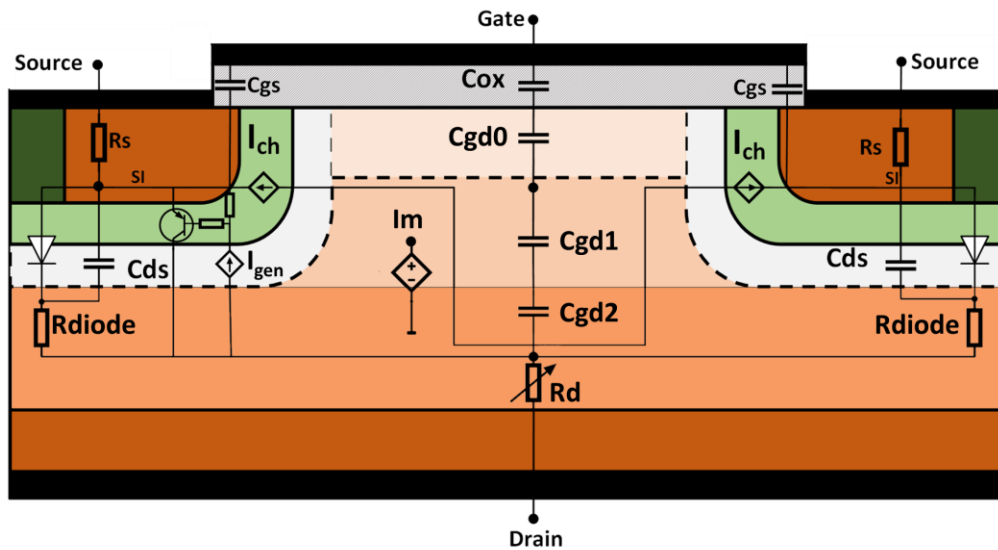 Gate
Source
Source
Cgs
Cox
Cgs
Rs
Ich
Cgd0
Ich
Rs
SI
SI
Im
Cgd1
Cds
Igen
Cds
Rdiode
Cgd2
Rdiode
Rd
Drain